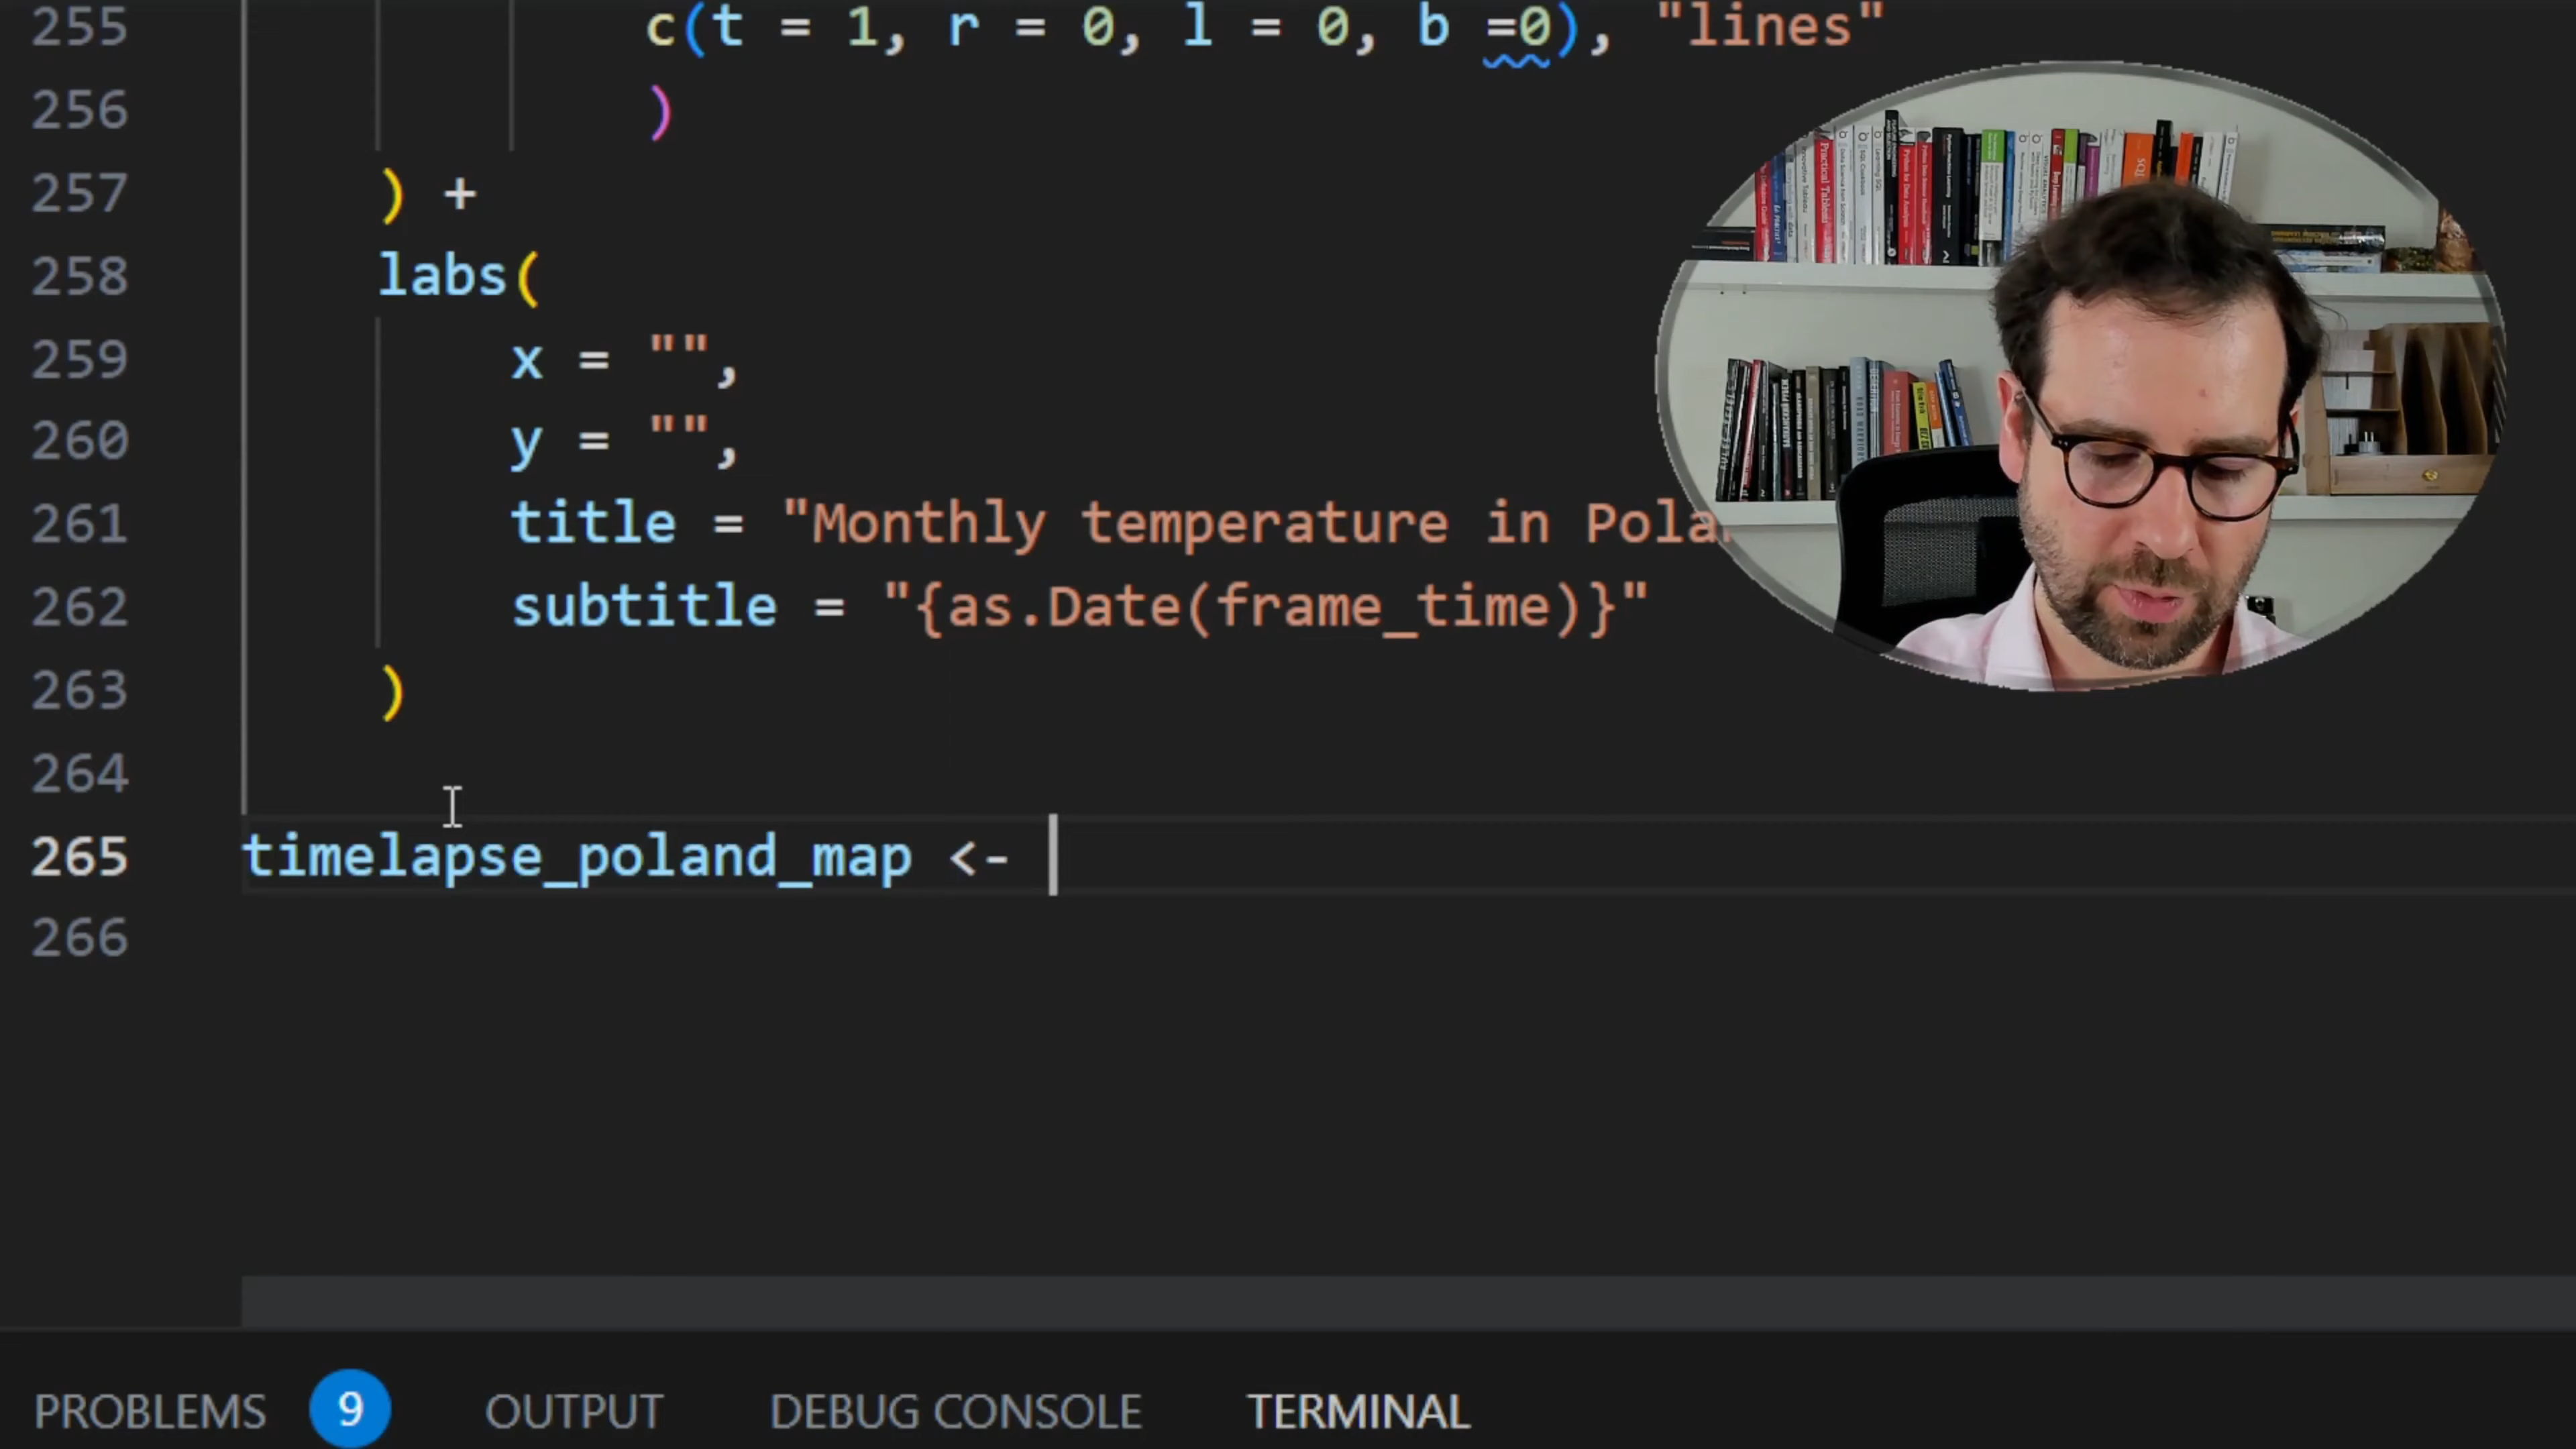 255 c(t = 1, r = 0, l = 0, b =0), "lines"
256 )
257 ) +
258 labs(
259 x = "",
260 y = "",
261 title = "Monthly temperature in Pola
262 subtitle = "{as.Date(frame_time)}"
263 )
264
265 timelapse_poland_map <-
266
PROBLEMS 9 OUTPUT DEBUG CONSOLE TERMINAL